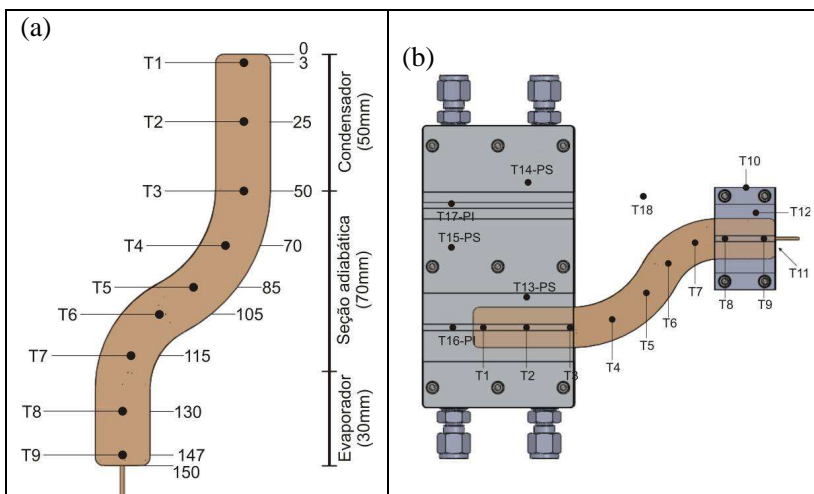 (a)
0
T1
3
T2
25
T3
50
T4
70
T5
85
T6
105
T7
115
T8
130
T9
147
150
Condensador
(50mm)
Seção adiabática
(70mm)
Evaporador
(30mm)
(b)
T14-PS
T17-PI
T15-PS
T13-PS
T16-PI
T1
T2
T3
T4
T5
T6
T7
T18
T10
T12
T11
T8
T9